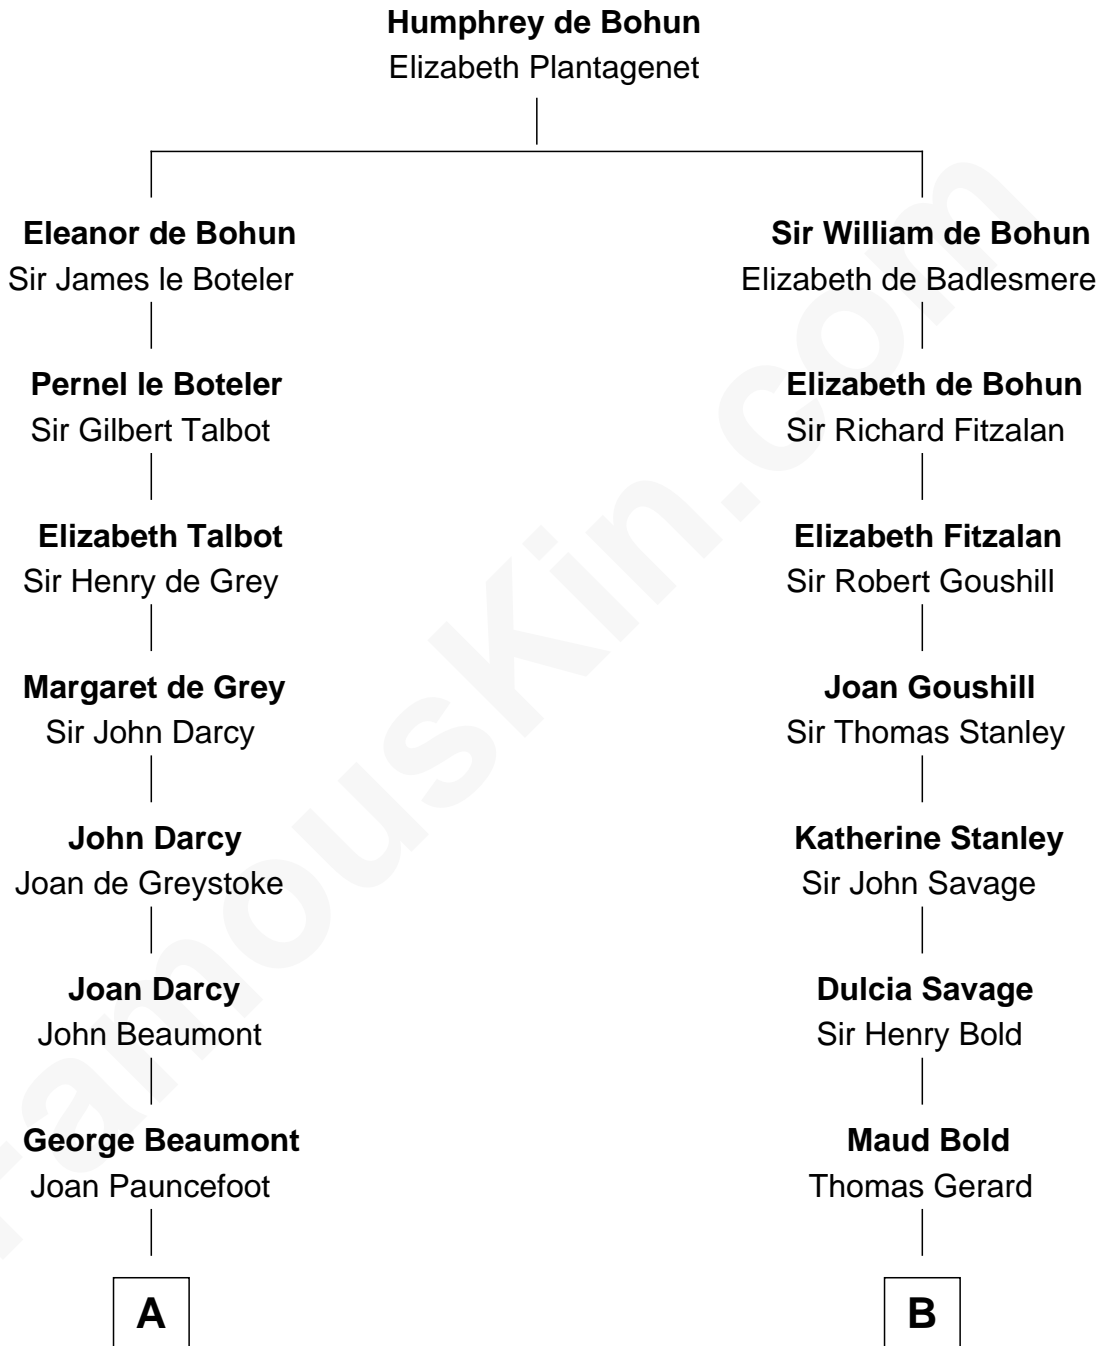 Humphrey de Bohun
Elizabeth Plantagenet
Eleanor de Bohun
Sir James le Boteler
Sir William de Bohun
Elizabeth de Badlesmere
Pernel le Boteler
Sir Gilbert Talbot
Elizabeth de Bohun
Sir Richard Fitzalan
Elizabeth Talbot
Sir Henry de Grey
Elizabeth Fitzalan
Sir Robert Goushill
Margaret de Grey
Sir John Darcy
Joan Goushill
Sir Thomas Stanley
John Darcy
Joan de Greystoke
Katherine Stanley
Sir John Savage
Joan Darcy
John Beaumont
Dulcia Savage
Sir Henry Bold
George Beaumont
Joan Pauncefoot
Maud Bold
Thomas Gerard
A
B
FamousKin.com